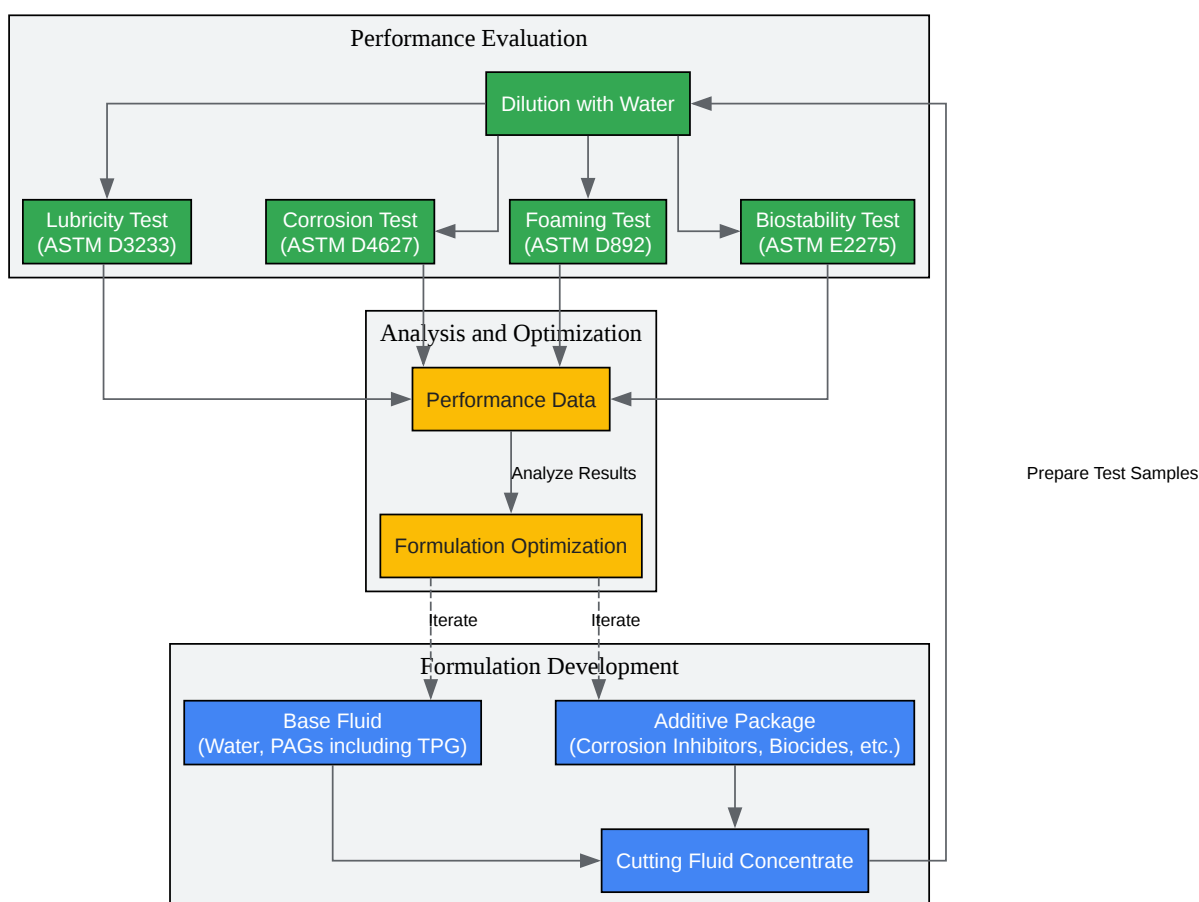 Performance Evaluation
Dilution with Water
Lubricity Test
(ASTM D3233)
Corrosion Test
(ASTM D4627)
Foaming Test
(ASTM D892)
Biostability Test
(ASTM E2275)
Analysis and Optimization
Performance Data
Analyze Results
Prepare Test Samples
Formulation Optimization
Iterate
Iterate
Formulation Development
Base Fluid
(Water, PAGs including TPG)
Additive Package
(Corrosion Inhibitors, Biocides, etc.)
Cutting Fluid Concentrate